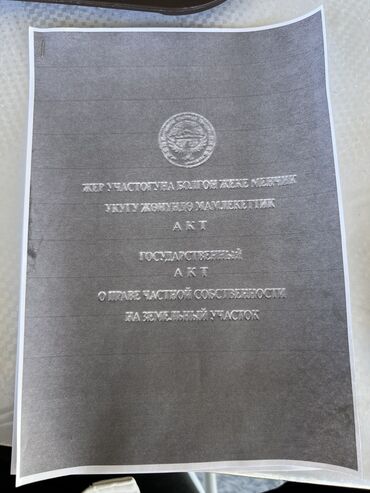 ЖЕР УЧАСТОГУНА БОЛГОН ЖЕКЕ МЕНЧИК
УКУГУ ЖӨНҮНДӨ МАМЛЕКЕТТИК
АКТ
ГОСУДАРСТВЕННЫЙ
АКТ
О ПРАВЕ ЧАСТНОЙ СОБСТВЕННОСТИ
НА ЗЕМЕЛЬНЫЙ УЧАСТОК